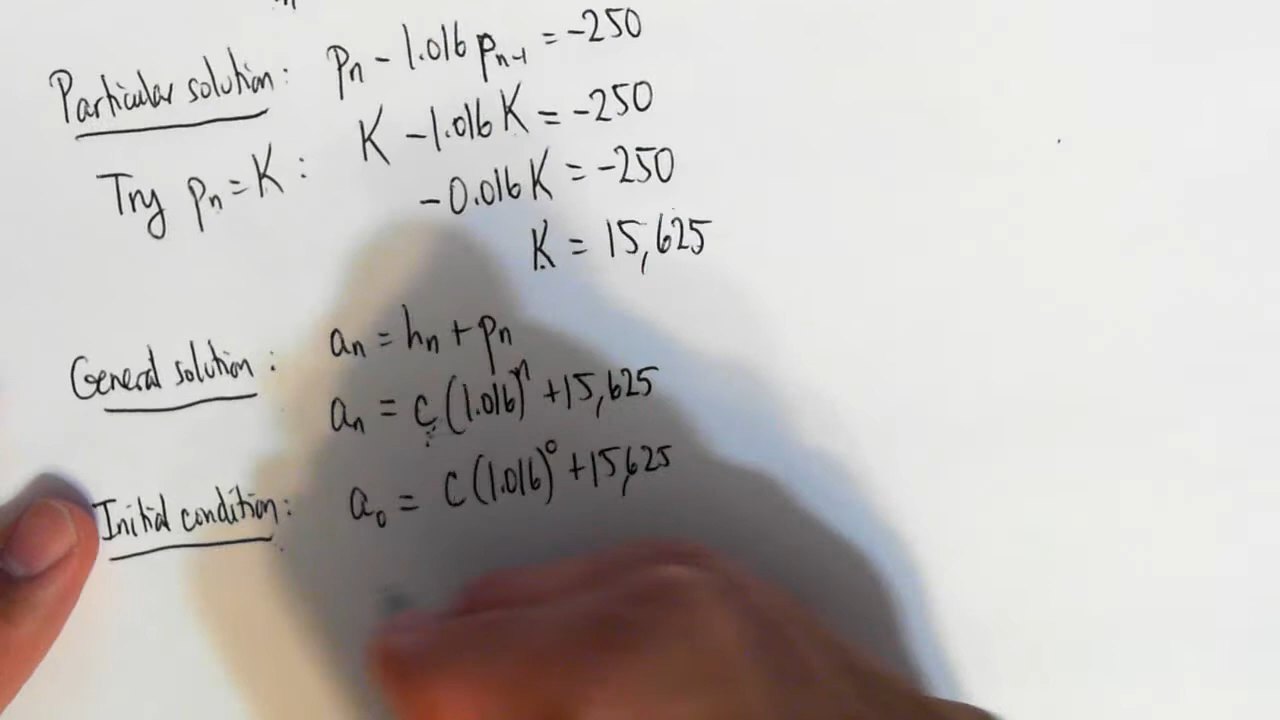 Particular solution: pn - 1.016 pn-1 = -250
Try pn = K: K - 1.016 K = -250
-0.016 K = -250
K = 15,625
General solution: an = hn + pn
an = c (1.016)^n + 15,625
Initial condition: a0 = c (1.016)^0 + 15,625